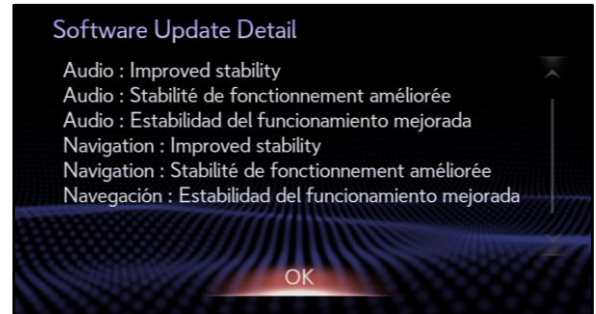 Software Update Detail
Audio : Improved stability
Audio : Stabilité de fonctionnement améliorée
Audio : Estabilidad del funcionamiento mejorada
Navigation : Improved stability
Navigation : Stabilité de fonctionnement améliorée
Navegación : Estabilidad del funcionamiento mejorada
OK